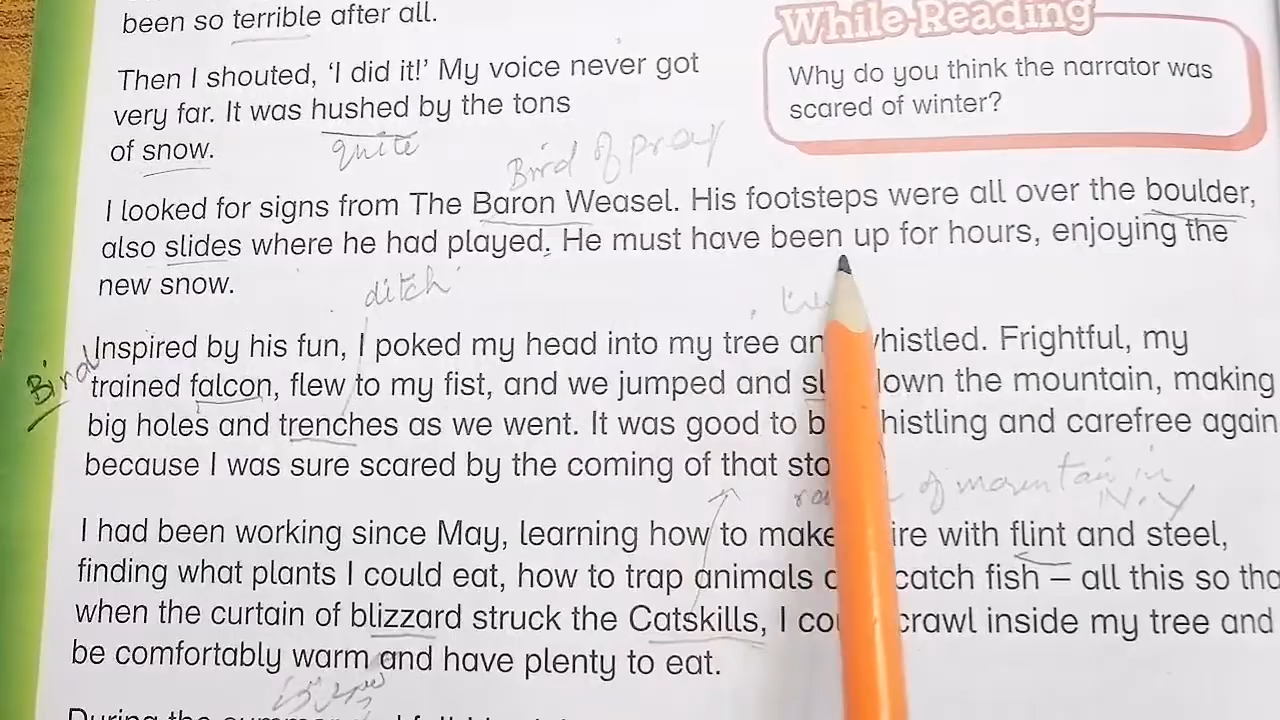 been so terrible after all.
While Reading
Why do you think the narrator was
scared of winter?
Then I shouted, ‘I did it!’ My voice never got
very far. It was hushed by the tons
of snow.
quite
Bird of pray
I looked for signs from The Baron Weasel. His footsteps were all over the boulder,
also slides where he had played. He must have been up for hours, enjoying the
new snow.
ditch
Inspired by his fun, I poked my head into my tree an whistled. Frightful, my
Bird
trained falcon, flew to my fist, and we jumped and sl down the mountain, making
big holes and trenches as we went. It was good to b whistling and carefree again
because I was sure scared by the coming of that sto
of mountain in
N.Y
I had been working since May, learning how to make ire with flint and steel,
finding what plants I could eat, how to trap animals catch fish – all this so tha
when the curtain of blizzard struck the Catskills, I co crawl inside my tree and
be comfortably warm and have plenty to eat.
During the